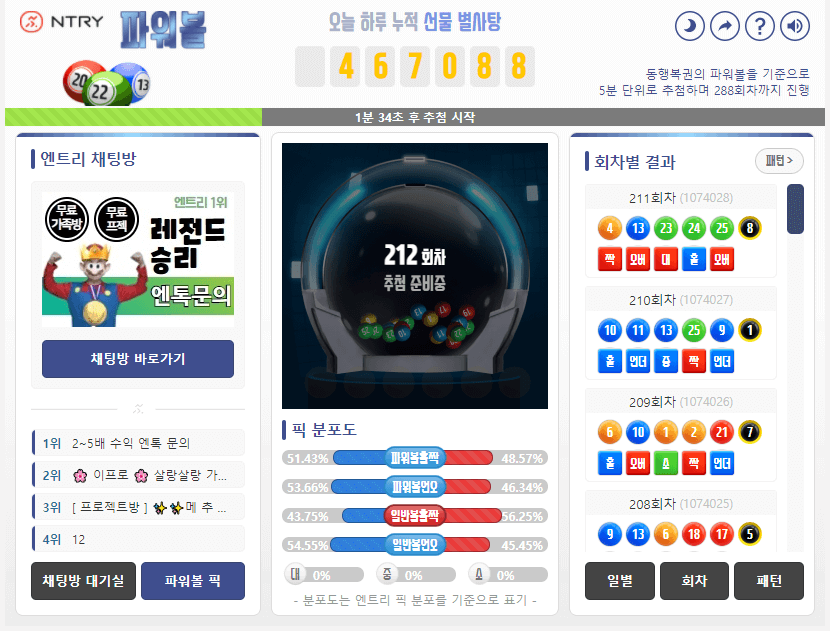 NTRY 파워볼
20
22
13
오늘 하루 누적 선물 별사탕
4 6 7 0 8 8
?
동행복권의 파워볼을 기준으로
5분 단위로 추첨하며 288회차까지 진행
1분 34초 후 추첨 시작
엔트리 채팅방
무료
가족방
무료
프젝
엔트리 1위
레전드
승리
엔톡문의
채팅방 바로가기
1위 2~5배 수익 엔톡 문의
2위 🌸 이프로 🌸 살랑살랑 가...
3위 [ 프로젝트방 ] ✨✨메 추 ...
4위 12
채팅방 대기실
파워볼 픽
212 회차
추첨 준비중
픽 분포도
51.43% 파워볼홀짝 48.57%
53.66% 파워볼언오 46.34%
43.75% 일반볼홀짝 56.25%
54.55% 일반볼언오 45.45%
대 0% 중 0% 소 0%
- 분포도는 엔트리 픽 분포를 기준으로 표기 -
회차별 결과
패턴 >
211회차 (1074028)
4 13 23 24 25 8
짝 오버 대 홀 오버
210회차 (1074027)
10 11 13 25 9 1
홀 언더 중 짝 언더
209회차 (1074026)
6 10 1 2 21 7
홀 오버 소 짝 언더
208회차 (1074025)
9 13 6 18 17 5
일별
회차
패턴